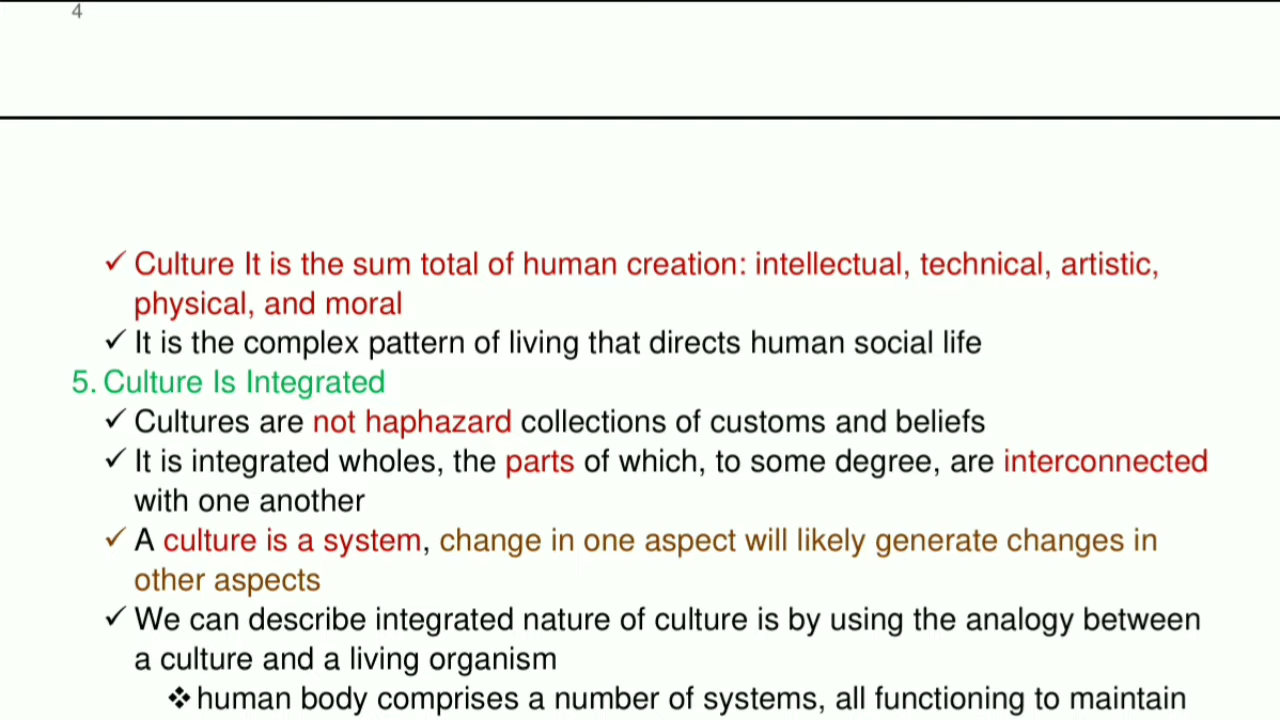 4
✓ Culture It is the sum total of human creation: intellectual, technical, artistic,
physical, and moral
✓ It is the complex pattern of living that directs human social life
5. Culture Is Integrated
✓ Cultures are not haphazard collections of customs and beliefs
✓ It is integrated wholes, the parts of which, to some degree, are interconnected
with one another
✓ A culture is a system, change in one aspect will likely generate changes in
other aspects
✓ We can describe integrated nature of culture is by using the analogy between
a culture and a living organism
❖ human body comprises a number of systems, all functioning to maintain